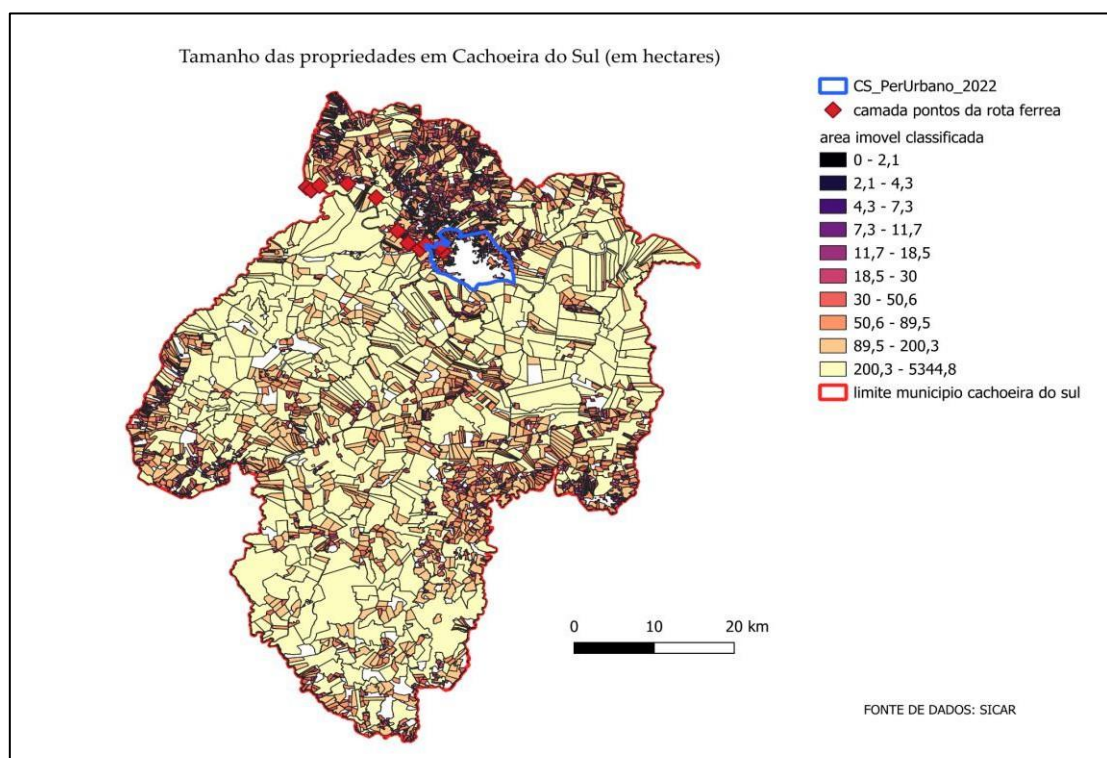 Tamanho das propriedades em Cachoeira do Sul (em hectares)
CS_PerUrbano_2022
camada pontos da rota ferrea
area imovel classificada
0 - 2,1
2,1 - 4,3
4,3 - 7,3
7,3 - 11,7
11,7 - 18,5
18,5 - 30
30 - 50,6
50,6 - 89,5
89,5 - 200,3
200,3 - 5344,8
limite municipio cachoeira do sul
0 10 20 km
FONTE DE DADOS: SICAR